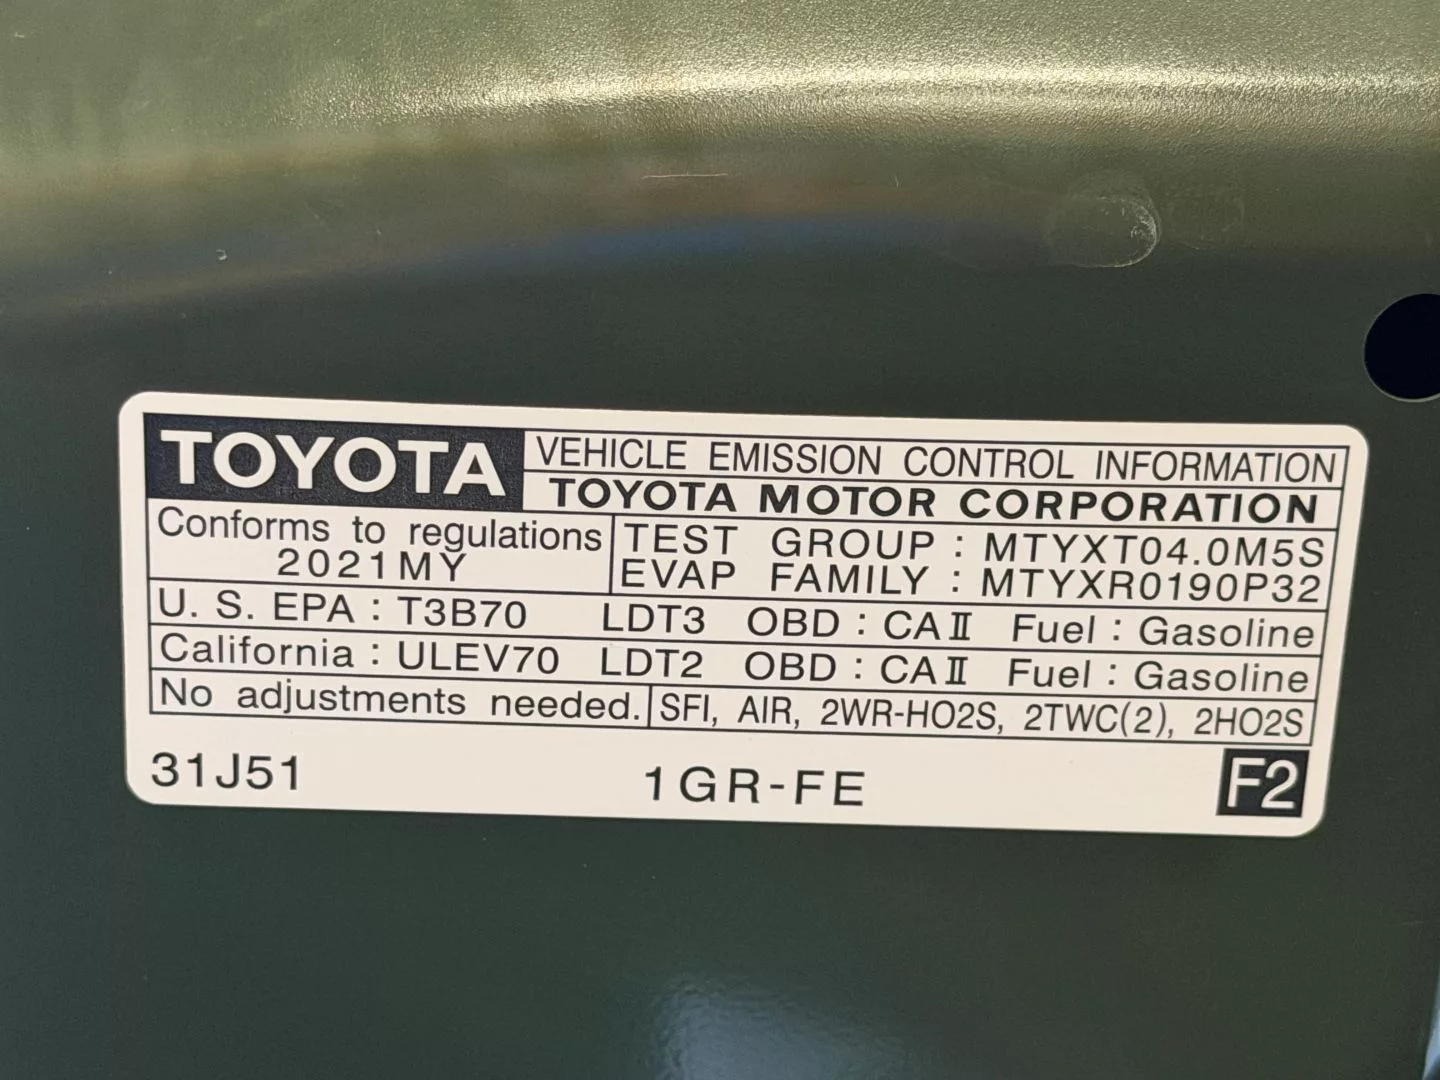 TOYOTA VEHICLE EMISSION CONTROL INFORMATION
TOYOTA MOTOR CORPORATION
Conforms to regulations
2021MY
TEST GROUP : MTYXT04.0M5S
EVAP FAMILY : MTYXR0190P32
U. S. EPA : T3B70 LDT3 OBD : CAⅡ Fuel : Gasoline
California : ULEV70 LDT2 OBD : CAⅡ Fuel : Gasoline
No adjustments needed. SFI, AIR, 2WR-HO2S, 2TWC(2), 2HO2S
31J51 1GR-FE F2